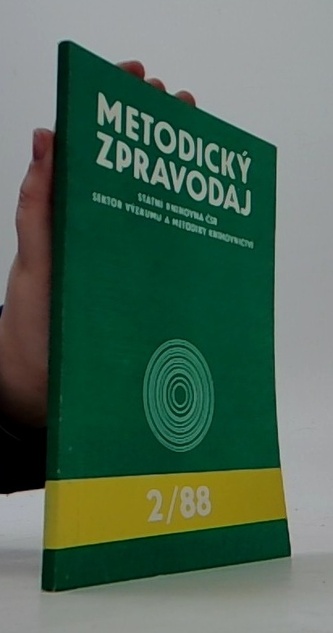 METODICKÝ
ZPRAVODAJ
STÁTNÍ KNIHOVNA ČSR
SEKTOR VÝZKUMU A METODIKY KNIHOVNICTVÍ
2/88